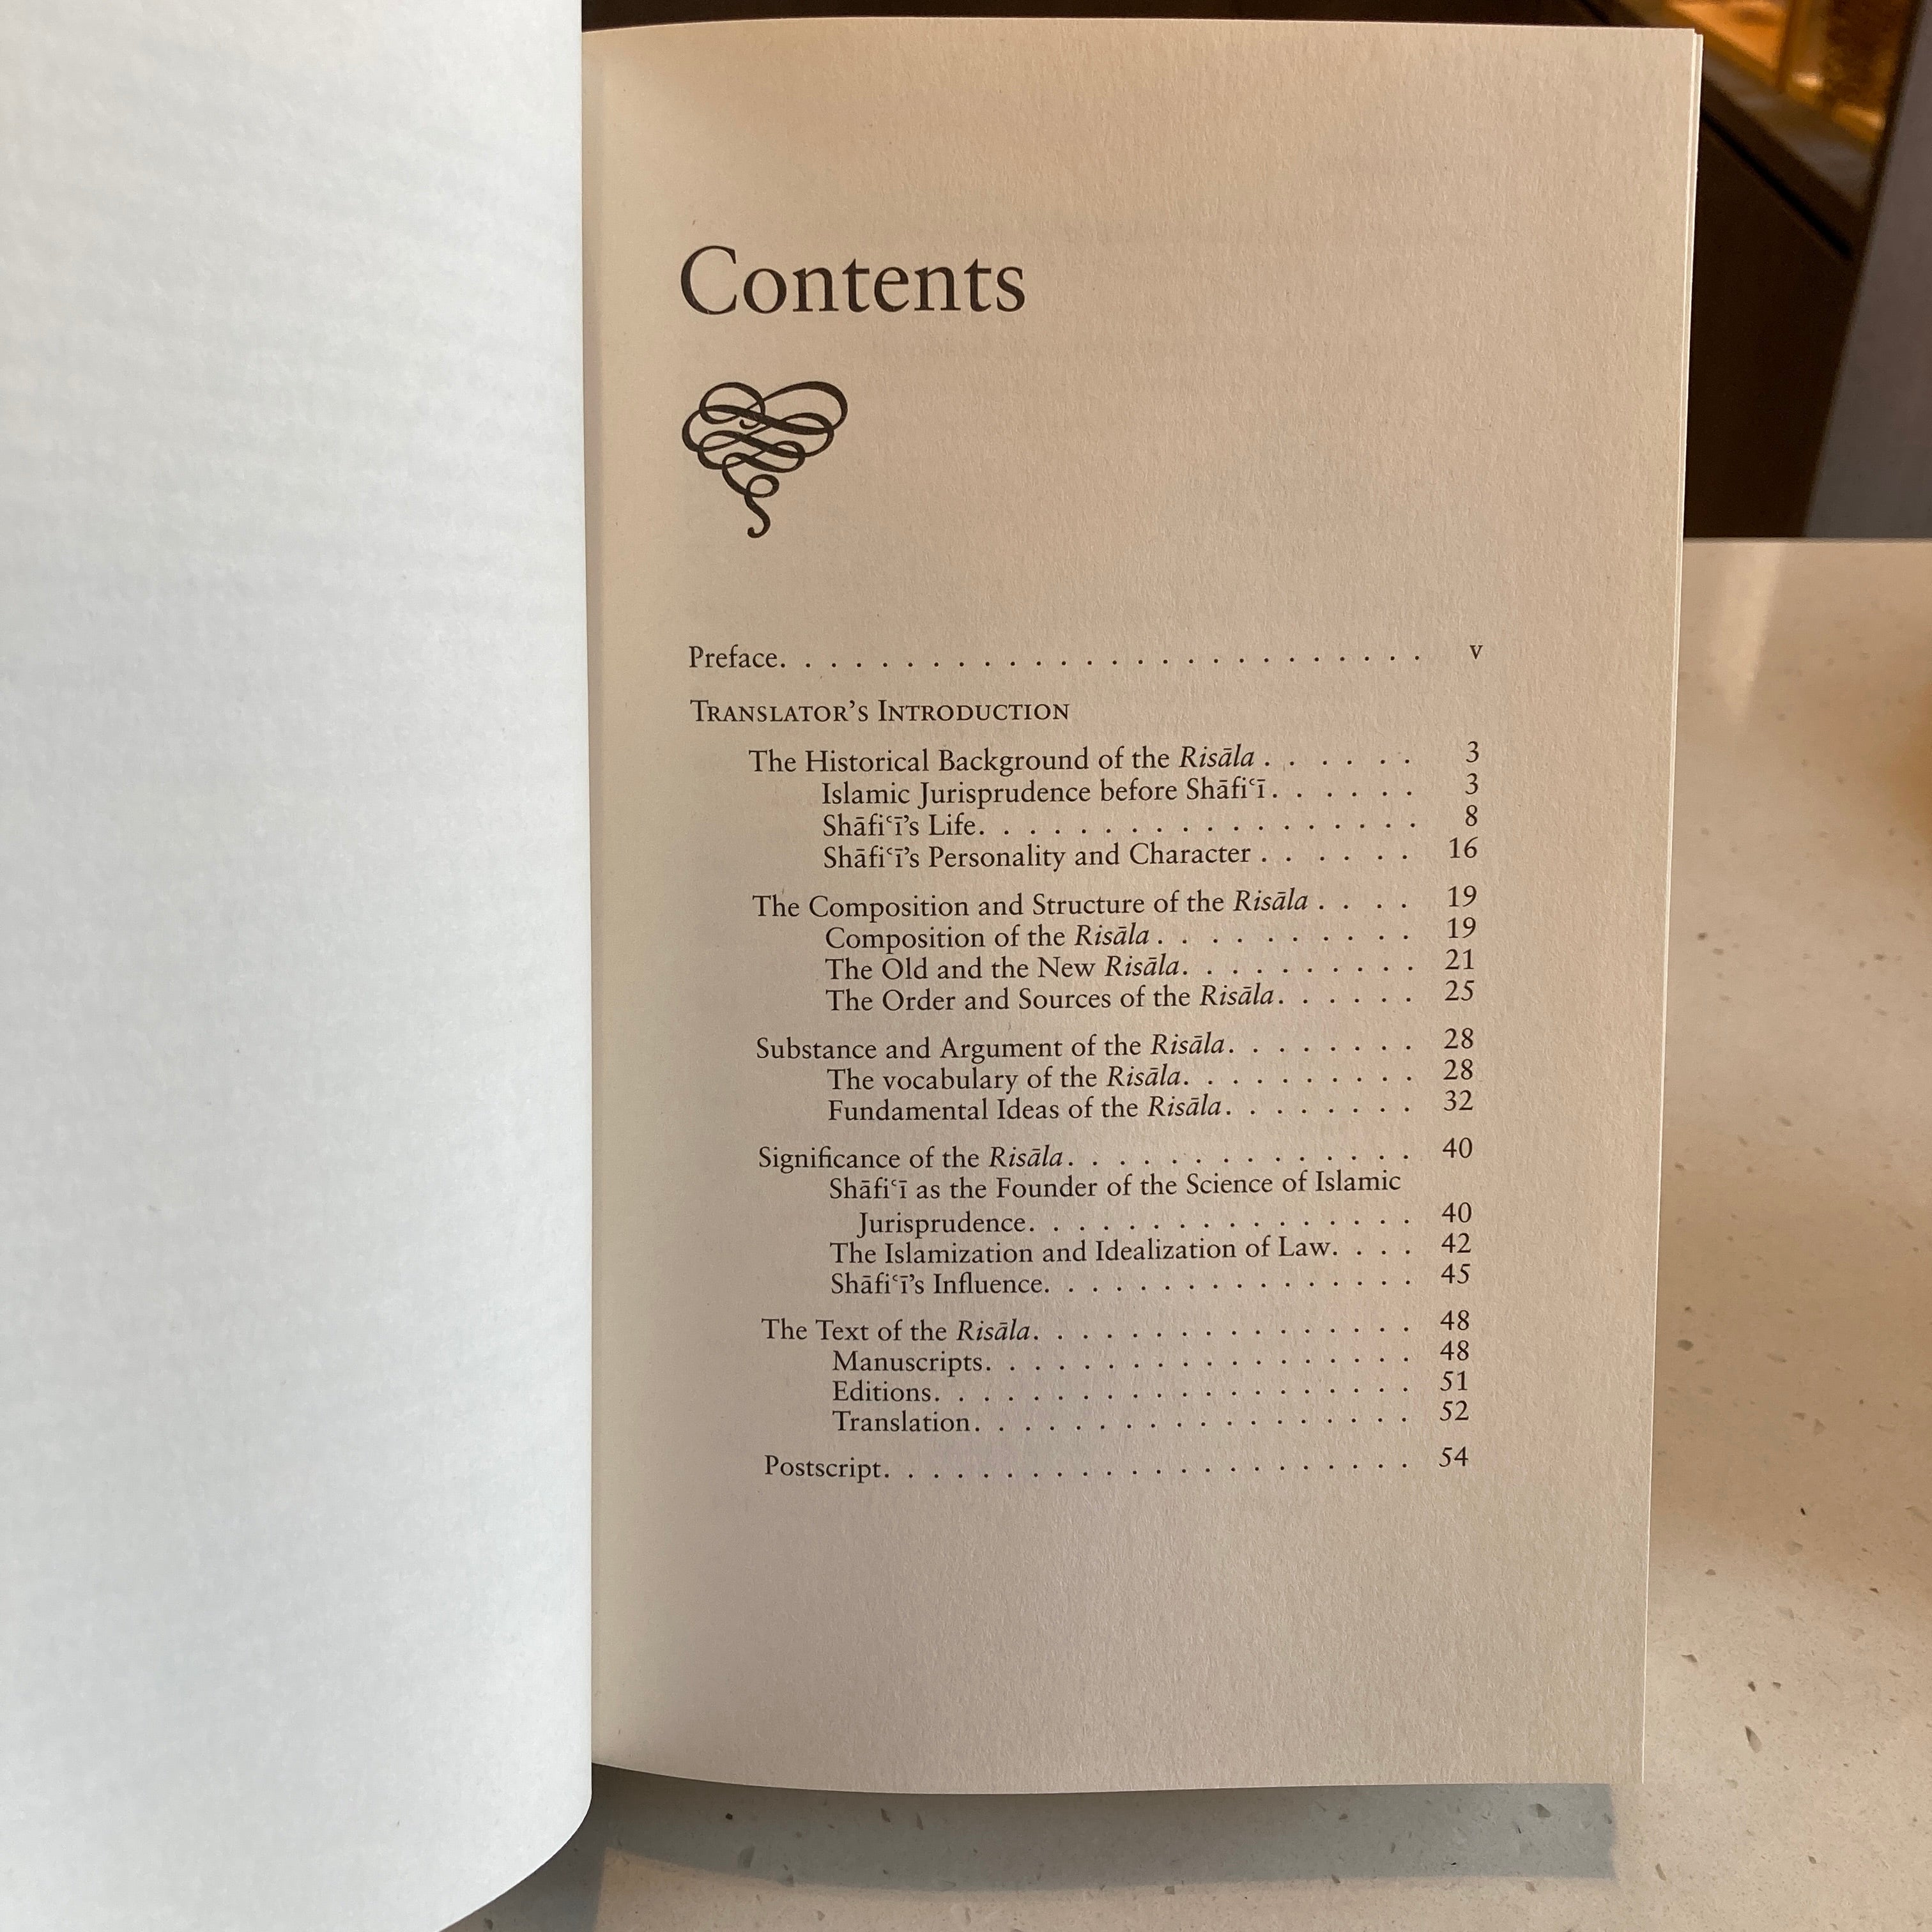 Contents
Preface. . . . . . . . . . . . . . . . . . . . . . . . . . v
TRANSLATOR'S INTRODUCTION
The Historical Background of the Risāla . . . . . . 3
Islamic Jurisprudence before Shāfiʿī. . . . . . 3
Shāfiʿī's Life. . . . . . . . . . . . . . . . . . 8
Shāfiʿī's Personality and Character . . . . . . 16
The Composition and Structure of the Risāla . . . . 19
Composition of the Risāla . . . . . . . . . . 19
The Old and the New Risāla. . . . . . . . . . 21
The Order and Sources of the Risāla. . . . . . 25
Substance and Argument of the Risāla. . . . . . . . 28
The vocabulary of the Risāla. . . . . . . . . . 28
Fundamental Ideas of the Risāla. . . . . . . . 32
Significance of the Risāla. . . . . . . . . . . . . . 40
Shāfiʿī as the Founder of the Science of Islamic
Jurisprudence. . . . . . . . . . . . . . . . 40
The Islamization and Idealization of Law. . . . 42
Shāfiʿī's Influence. . . . . . . . . . . . . . . . 45
The Text of the Risāla. . . . . . . . . . . . . . . . 48
Manuscripts. . . . . . . . . . . . . . . . . . 48
Editions. . . . . . . . . . . . . . . . . . . . 51
Translation. . . . . . . . . . . . . . . . . . 52
Postscript. . . . . . . . . . . . . . . . . . . . . . 54